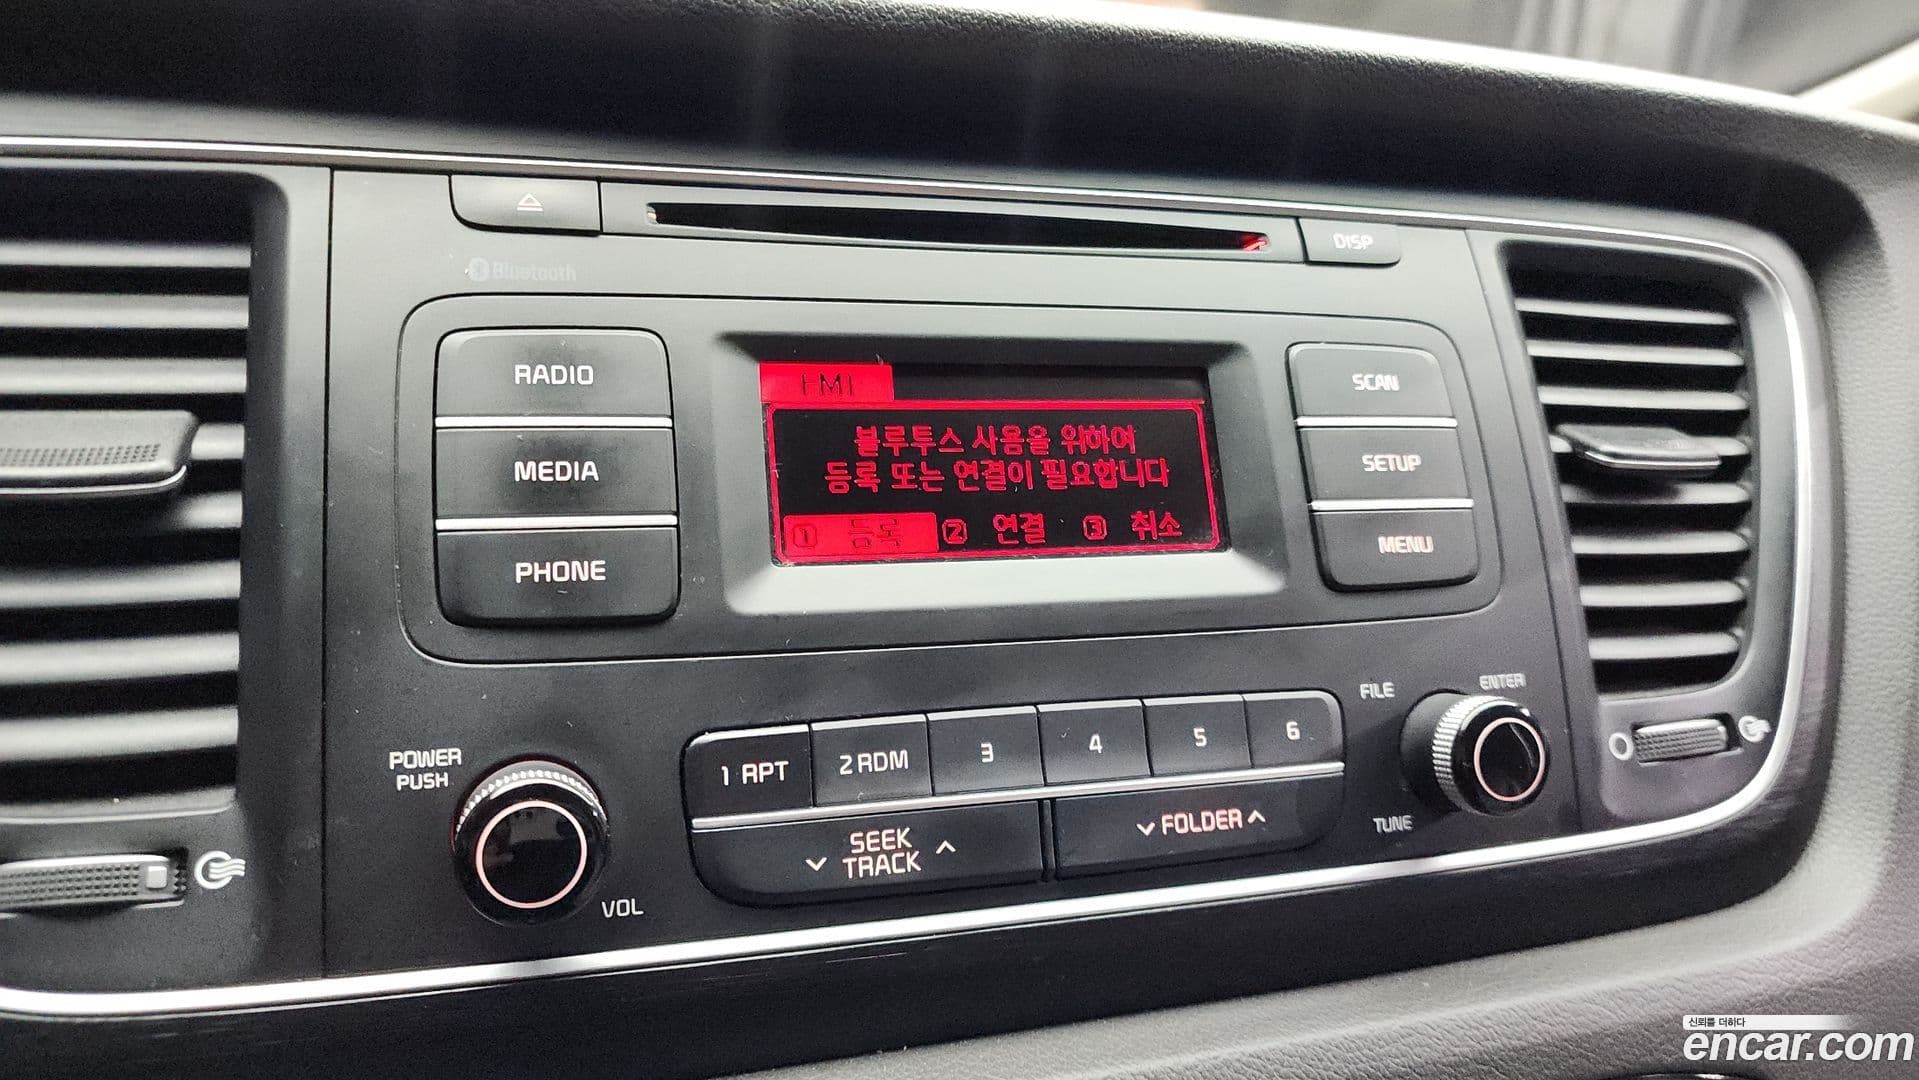 DISP
Bluetooth
RADIO
MEDIA
PHONE
블루투스 사용을 위하여
등록 또는 연결이 필요합니다
1 등록 2 연결 3 취소
SCAN
SETUP
MENU
POWER
PUSH
VOL
1 RPT
2 RDM
3
4
5
6
SEEK
TRACK
FOLDER
FILE
ENTER
TUNE
신뢰를 더하다
encar.com